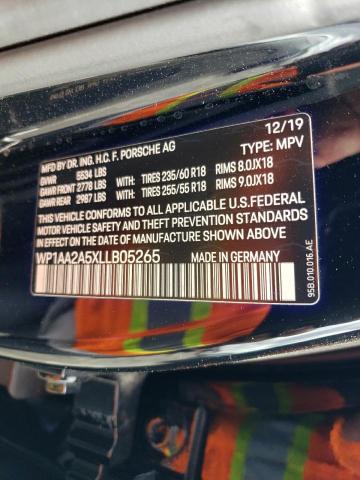 12/19
MFD BY DR. ING. H.C. F. PORSCHE AG TYPE: MPV
GVWR 5634 LBS
GAWR FRONT 2778 LBS WITH: TIRES 235/60 R18 RIMS 8.0JX18
GAWR REAR 2987 LBS WITH: TIRES 255/55 R18 RIMS 9.0JX18
THIS VEHICLE CONFORMS TO ALL APPLICABLE U.S.FEDERAL
MOTOR VEHICLE SAFETY AND THEFT PREVENTION STANDARDS
IN EFFECT ON THE DATE OF MANUFACTURE SHOWN ABOVE.
WP1AA2A5XLLB05265 MADE IN GERMANY
95B.010.016.AE